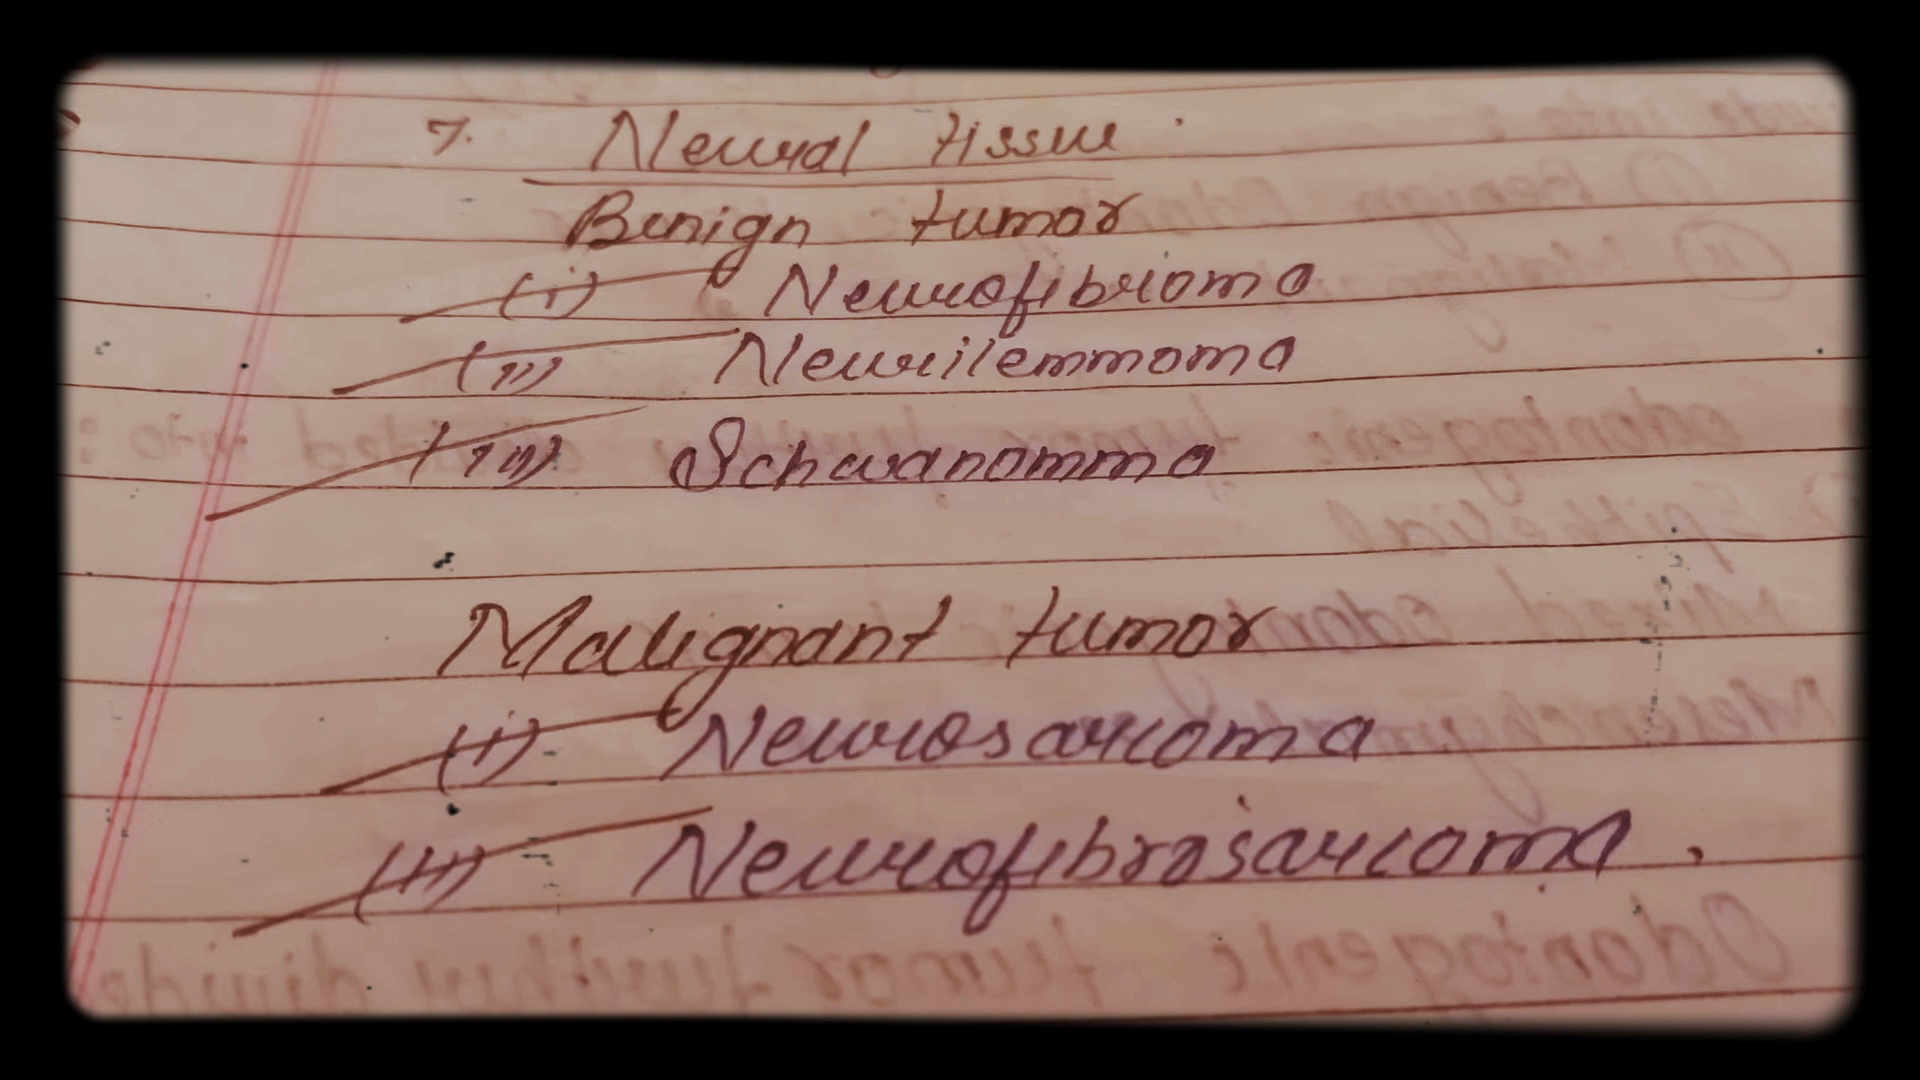 7. Neural tissue
Benign tumor
(i) Neurofibroma
(ii) Neurilemmoma
(iii) Schwanomma
Malignant tumor
(i) Neurosarcoma
(ii) Neurofibrosarcoma.